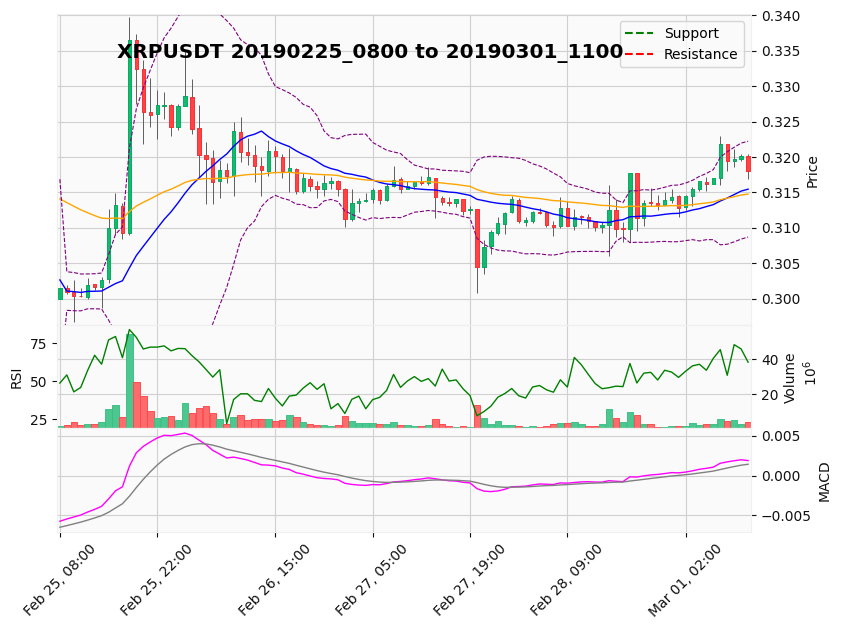 XRPUSDT 20190225_0800 to 20190301_1100
Support
Resistance
0.340
0.335
0.330
0.325
0.320
0.315
0.310
0.305
0.300
Price
75
50
25
RSI
40
20
Volume
10^6
0.005
0.000
−0.005
MACD
Feb 25, 08:00
Feb 25, 22:00
Feb 26, 15:00
Feb 27, 05:00
Feb 27, 19:00
Feb 28, 09:00
Mar 01, 02:00